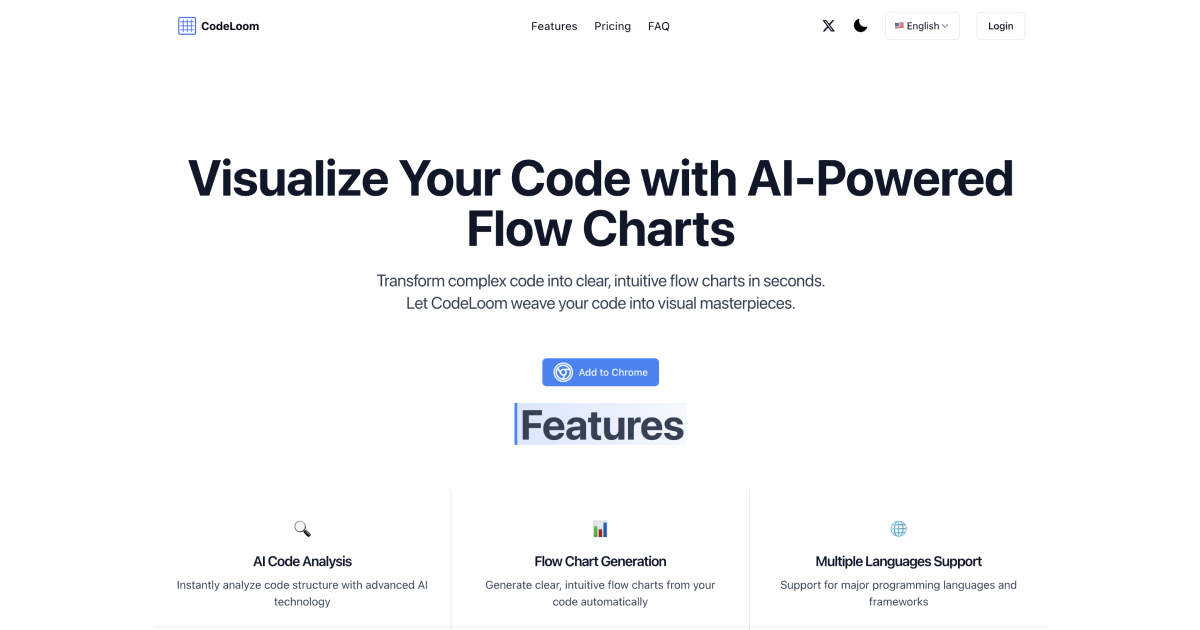 CodeLoom
Features
Pricing
FAQ
English
Login
Visualize Your Code with AI-Powered
Flow Charts
Transform complex code into clear, intuitive flow charts in seconds.
Let CodeLoom weave your code into visual masterpieces.
Add to Chrome
Features
AI Code Analysis
Instantly analyze code structure with advanced AI
technology
Flow Chart Generation
Generate clear, intuitive flow charts from your
code automatically
Multiple Languages Support
Support for major programming languages and
frameworks